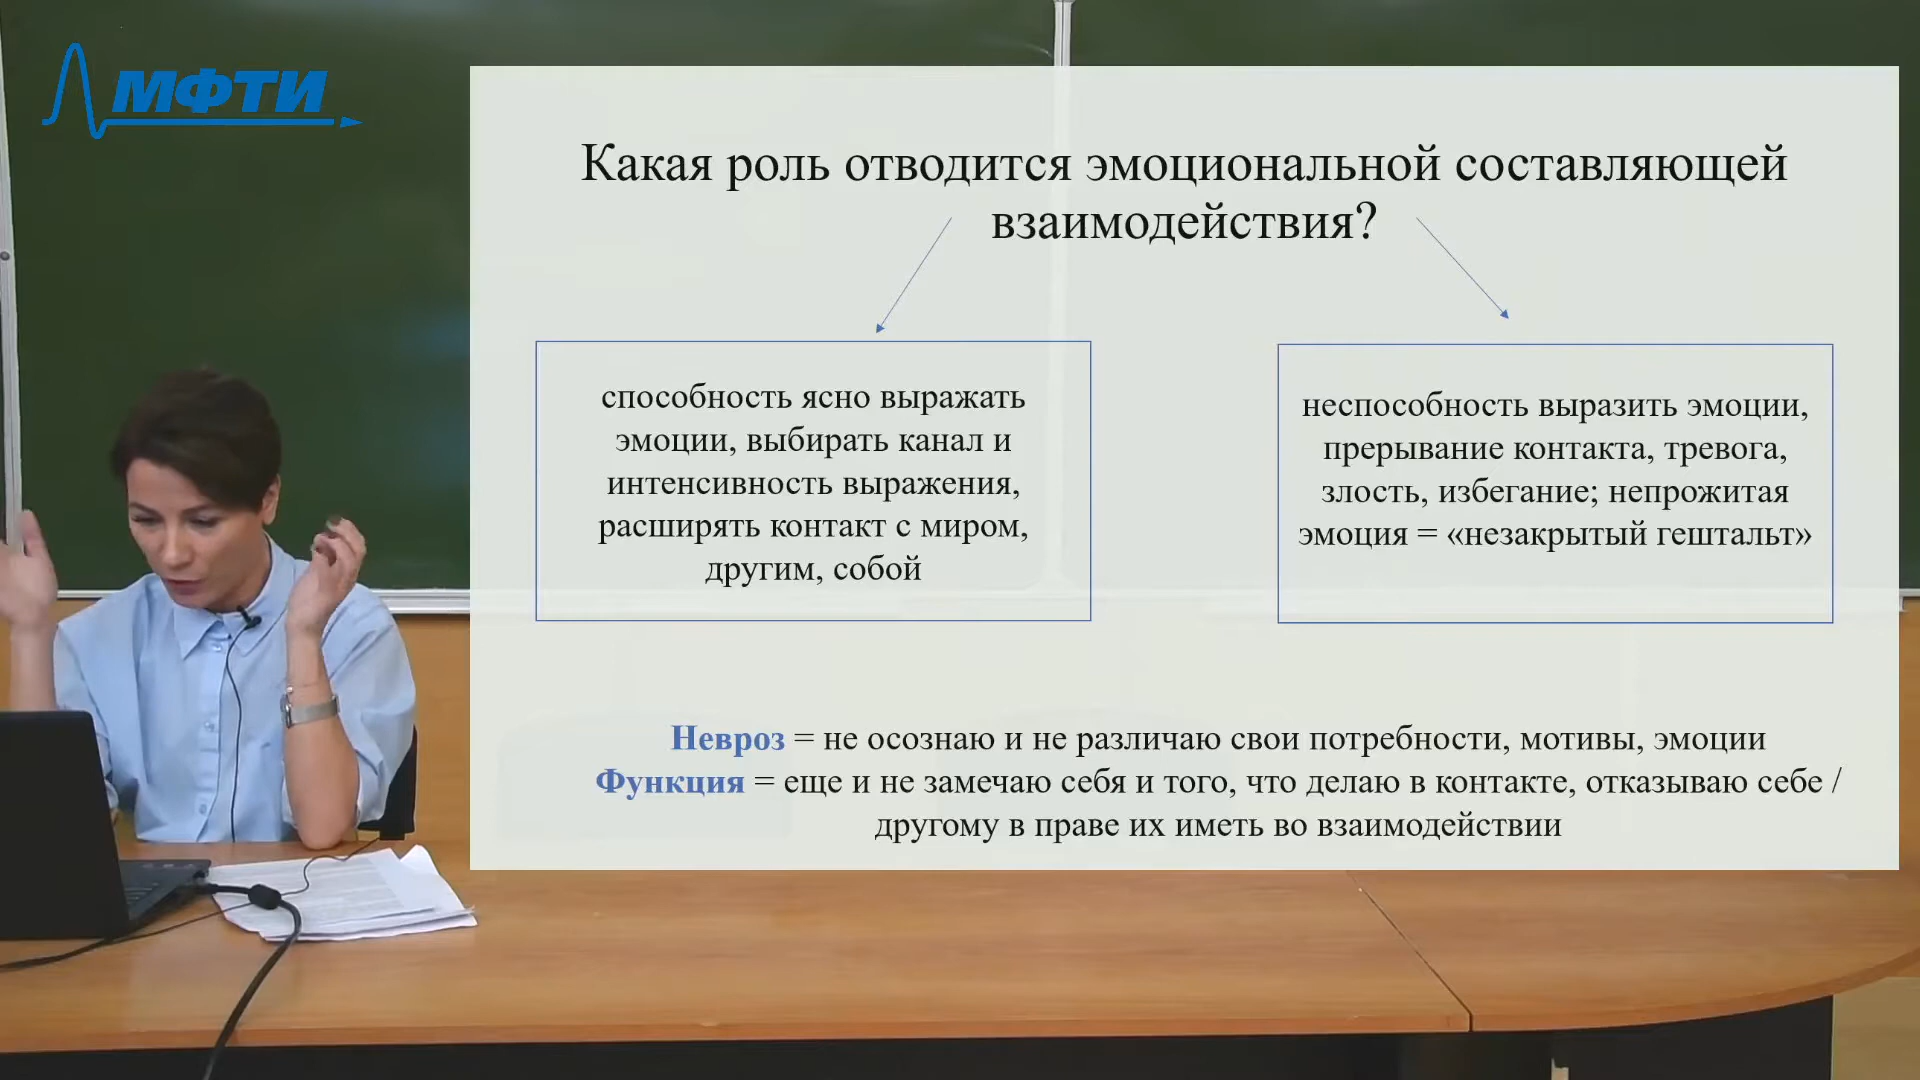 МФТИ
Какая роль отводится эмоциональной составляющей
взаимодействия?
способность ясно выражать
эмоции, выбирать канал и
интенсивность выражения,
расширять контакт с миром,
другим, собой
неспособность выразить эмоции,
прерывание контакта, тревога,
злость, избегание; непрожитая
эмоция = «незакрытый гештальт»
Невроз = не осознаю и не различаю свои потребности, мотивы, эмоции
Функция = еще и не замечаю себя и того, что делаю в контакте, отказываю себе /
другому в праве их иметь во взаимодействии